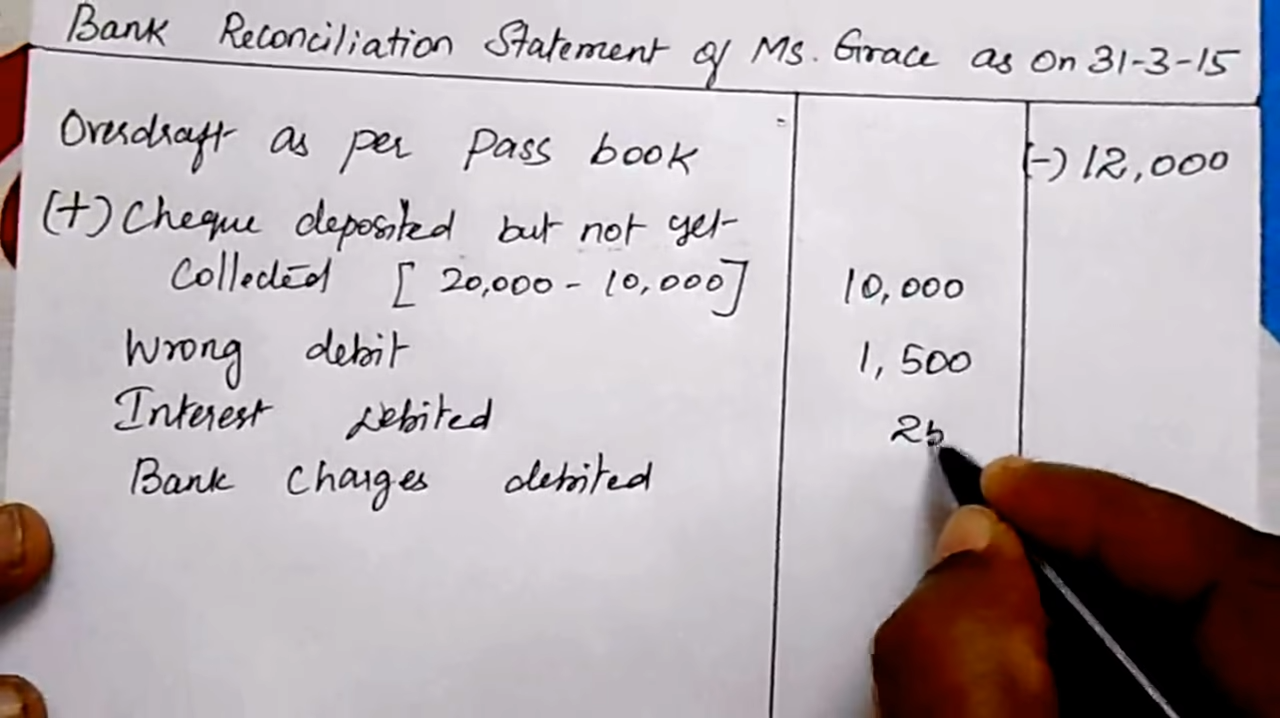 Bank Reconciliation Statement of Ms. Grace as on 31-3-15
Overdraft as per Pass book (-) 12,000
(+) Cheque deposited but not yet
Collected [ 20,000 - 10,000] 10,000
Wrong debit 1,500
Interest debited 25
Bank Charges debited